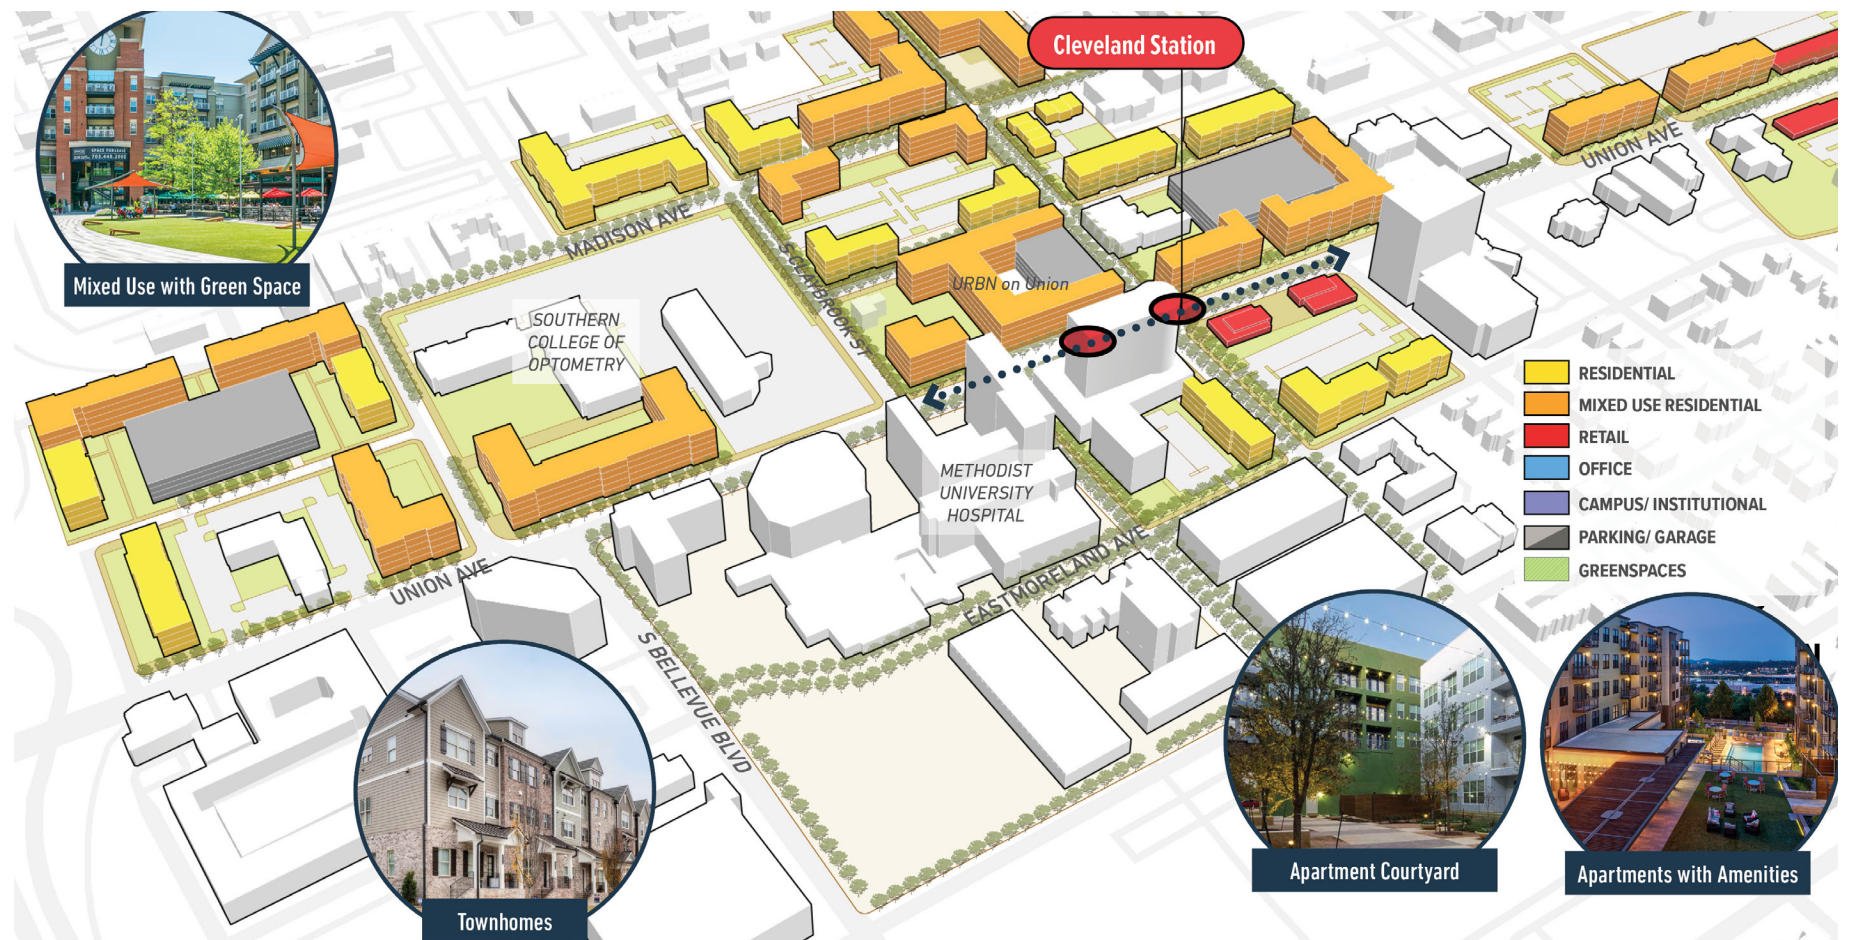 Cleveland Station
Mixed Use with Green Space
MADISON AVE
S CLAYBROOK ST
UNION AVE
URBN on Union
SOUTHERN
COLLEGE OF
OPTOMETRY
METHODIST
UNIVERSITY
HOSPITAL
UNION AVE
EASTMORELAND AVE
S BELLEVUE BLVD
RESIDENTIAL
MIXED USE RESIDENTIAL
RETAIL
OFFICE
CAMPUS/ INSTITUTIONAL
PARKING/ GARAGE
GREENSPACES
Townhomes
Apartment Courtyard
Apartments with Amenities